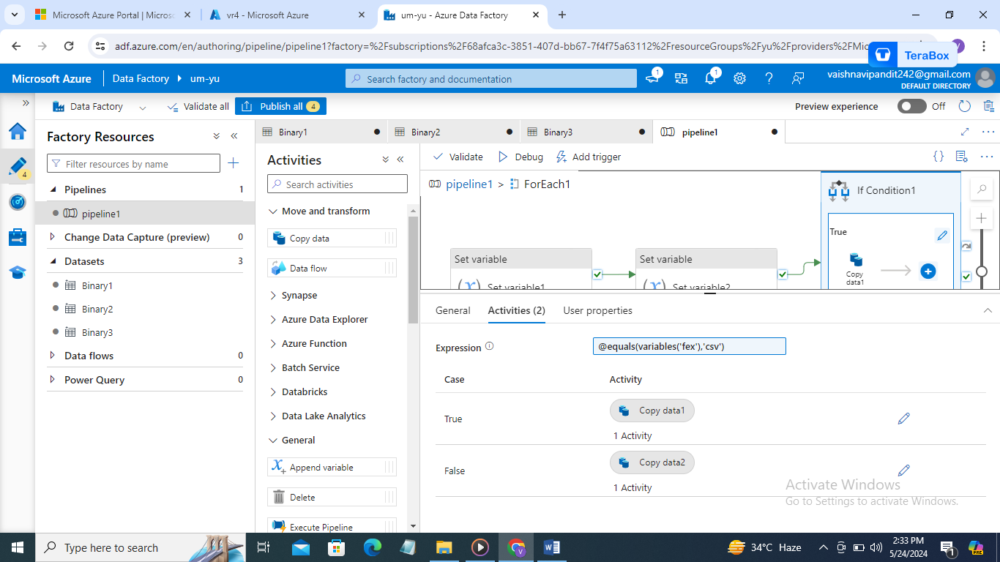 Microsoft Azure Portal | Microso
vr4 - Microsoft Azure
um-yu - Azure Data Factory
adf.azure.com/en/authoring/pipeline/pipeline1?factory=%2Fsubscriptions%2F68afca3c-3851-407d-bb67-7f4f75a63112%2FresourceGroups%2Fyu%2Fproviders%2FMic
V
TeraBox
Microsoft Azure
Data Factory
um-yu
Search factory and documentation
1
1
vaishnavipandit242@gmail.com
DEFAULT DIRECTORY
Data Factory
Validate all
Publish all
4
Preview experience
Off
4
Factory Resources
Filter resources by name
Pipelines
1
pipeline1
Change Data Capture (preview)
0
Datasets
3
Binary1
Binary2
Binary3
Data flows
0
Power Query
0
Binary1
Binary2
Binary3
pipeline1
Activities
Search activities
Move and transform
Copy data
Data flow
Synapse
Azure Data Explorer
Azure Function
Batch Service
Databricks
Data Lake Analytics
General
Append variable
Delete
Execute Pipeline
Validate
Debug
Add trigger
pipeline1 > ForEach1
Set variable
(x) Set variable1
Set variable
(x) Set variable2
If Condition1
True
Copy
data1
General
Activities (2)
User properties
Expression
@equals(variables('fex'),'csv')
Case
Activity
True
Copy data1
1 Activity
False
Copy data2
1 Activity
Activate Windows
Go to Settings to activate Windows.
Type here to search
V
W
34°C Haze
2:33 PM
5/24/2024
1
PRE